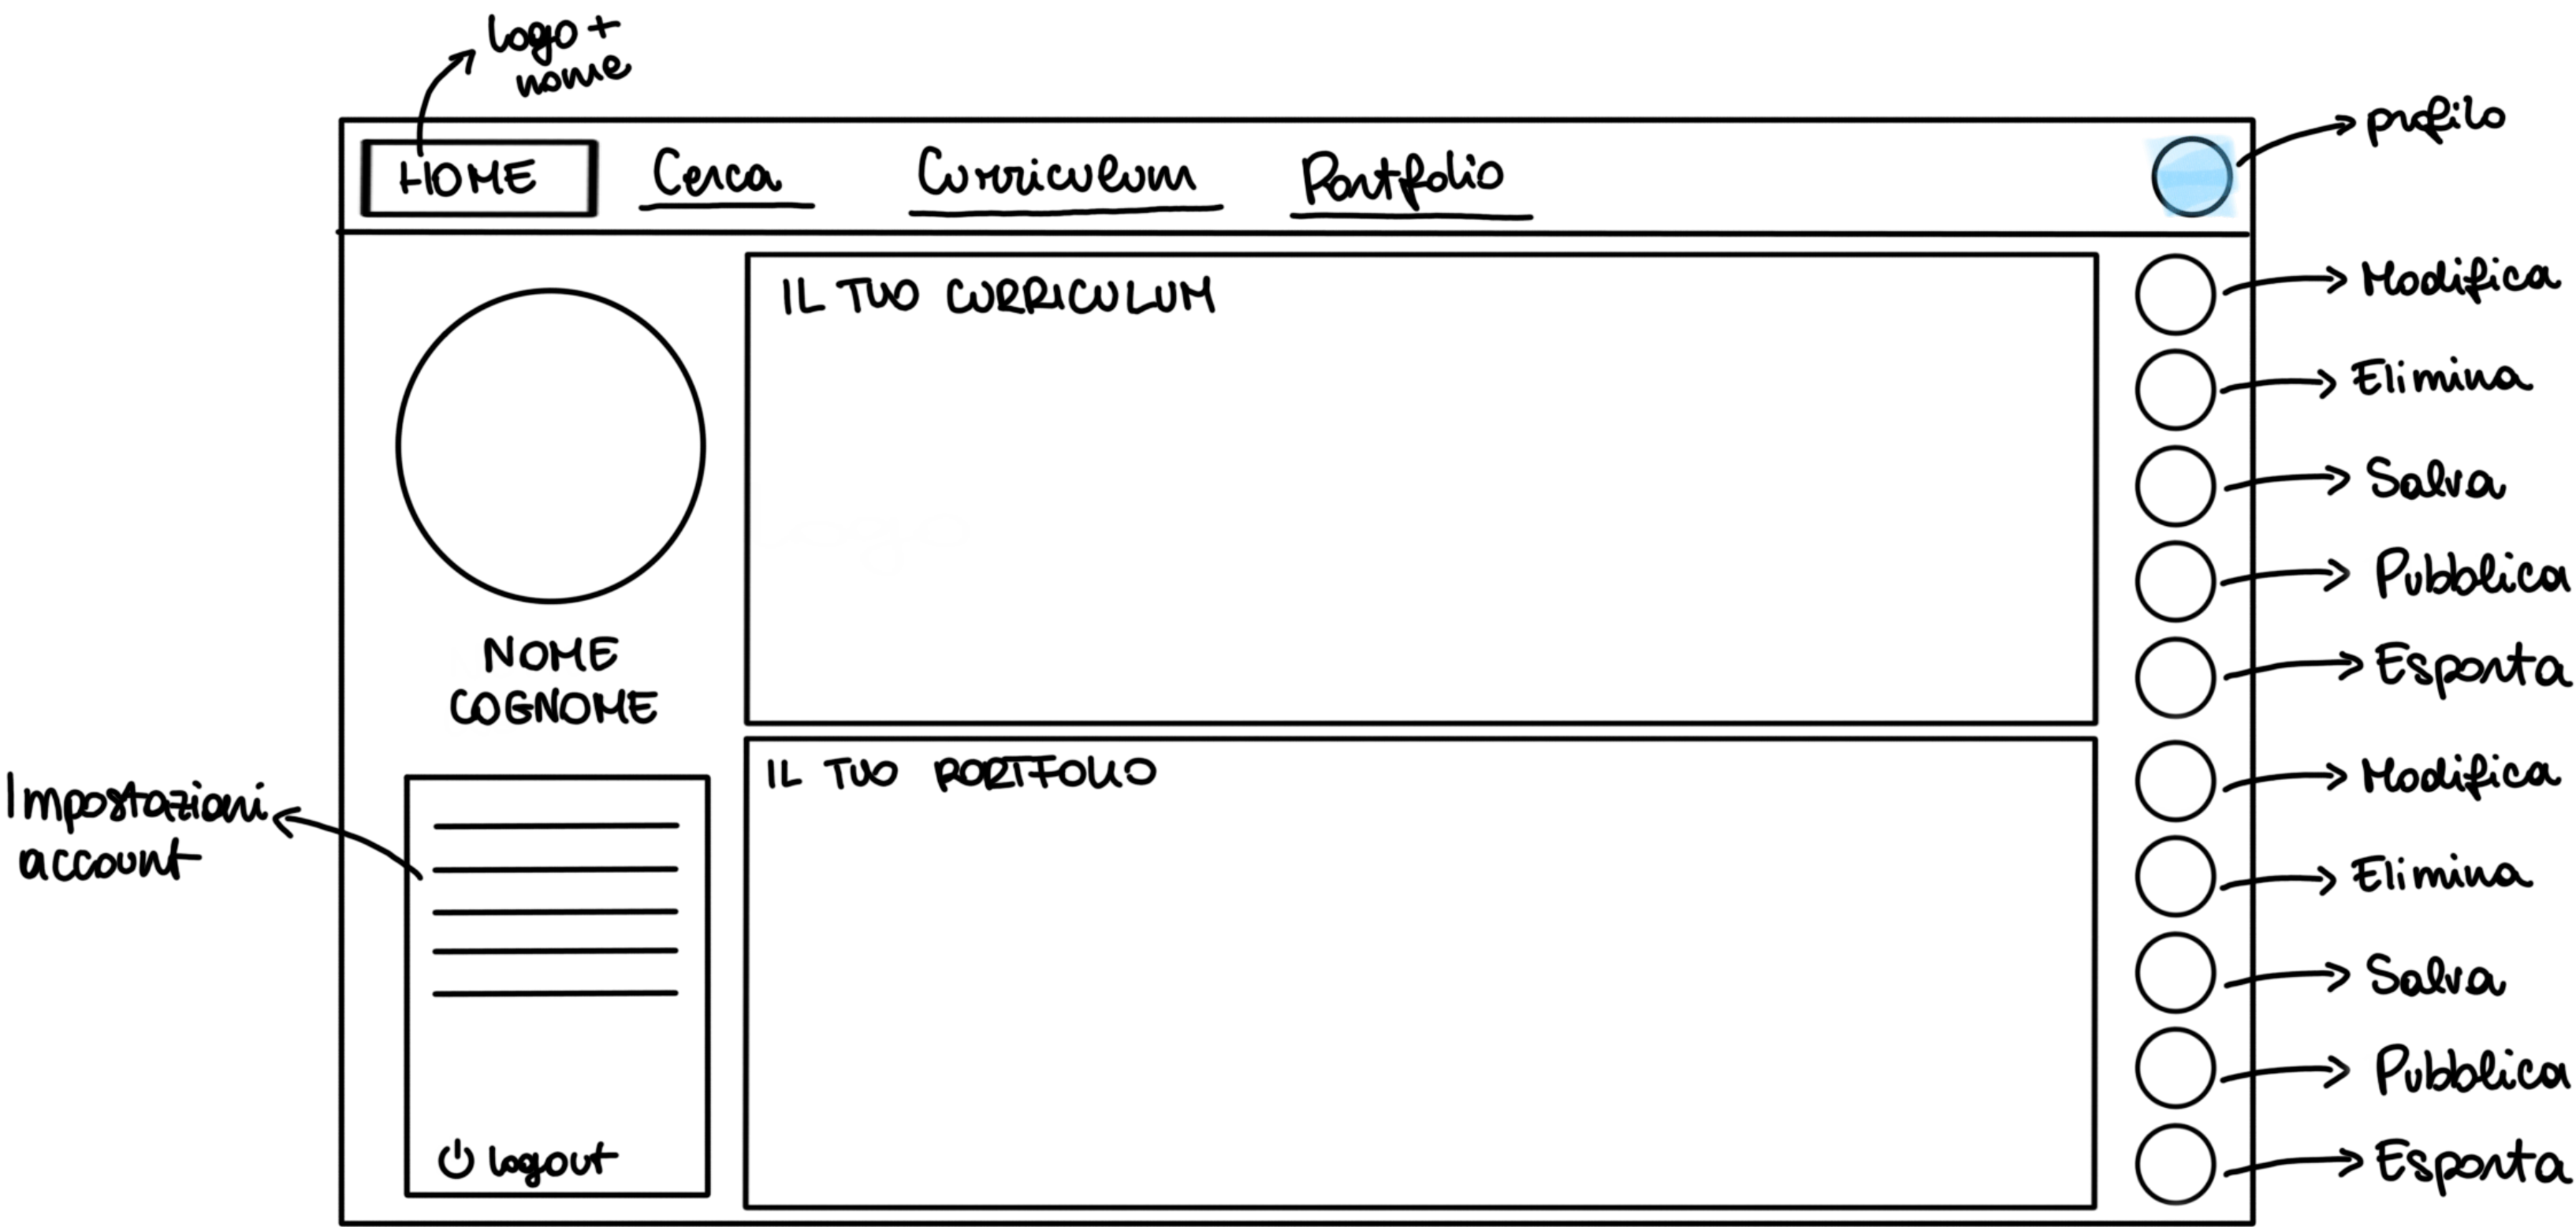 Logo +
nome
HOME
Cerca
Curriculum
Portfolio
profilo
IL TUO CURRICULUM
Modifica
Elimina
Salva
Pubblica
Esporta
NOME
COGNOME
Impostazioni
account
logout
IL TUO PORTFOLIO
Modifica
Elimina
Salva
Pubblica
Esporta